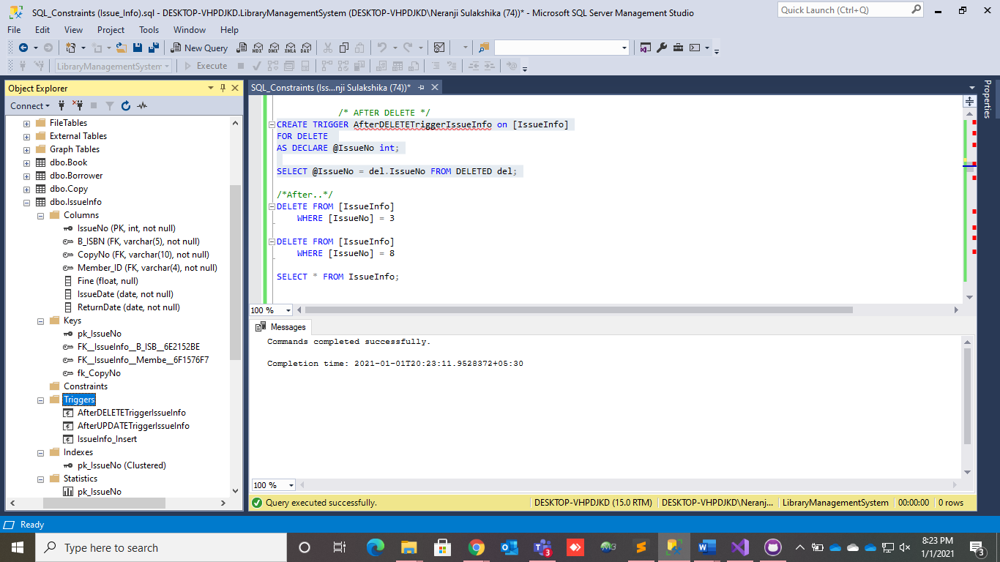 SQL_Constraints (Issue_Info).sql - DESKTOP-VHPDJKD.LibraryManagementSystem (DESKTOP-VHPDJKD\Neranji Sulakshika (74))* - Microsoft SQL Server Management Studio
Quick Launch (Ctrl+Q)
File Edit View Project Tools Window Help
New Query MDX DMX XMLA DAX
LibraryManagementSystem Execute
Object Explorer
Connect
FileTables
External Tables
Graph Tables
dbo.Book
dbo.Borrower
dbo.Copy
dbo.IssueInfo
Columns
IssueNo (PK, int, not null)
B_ISBN (FK, varchar(5), not null)
CopyNo (FK, varchar(10), not null)
Member_ID (FK, varchar(4), not null)
Fine (float, null)
IssueDate (date, not null)
ReturnDate (date, not null)
Keys
pk_IssueNo
FK__IssueInfo__B_ISB__6E2152BE
FK__IssueInfo__Membe__6F1576F7
fk_CopyNo
Constraints
Triggers
AfterDELETETriggerIssueInfo
AfterUPDATETriggerIssueInfo
IssueInfo_Insert
Indexes
pk_IssueNo (Clustered)
Statistics
pk_IssueNo
SQL_Constraints (Iss...nji Sulakshika (74))*
/* AFTER DELETE */
CREATE TRIGGER AfterDELETETriggerIssueInfo on [IssueInfo]
FOR DELETE
AS DECLARE @IssueNo int;
SELECT @IssueNo = del.IssueNo FROM DELETED del;
/*After..*/
DELETE FROM [IssueInfo]
WHERE [IssueNo] = 3
DELETE FROM [IssueInfo]
WHERE [IssueNo] = 8
SELECT * FROM IssueInfo;
100 %
Messages
Commands completed successfully.
Completion time: 2021-01-01T20:23:11.9528372+05:30
100 %
Query executed successfully. DESKTOP-VHPDJKD (15.0 RTM) DESKTOP-VHPDJKD\Neranj... LibraryManagementSystem 00:00:00 0 rows
Properties
Ready
Type here to search
3
8:23 PM
1/1/2021
3